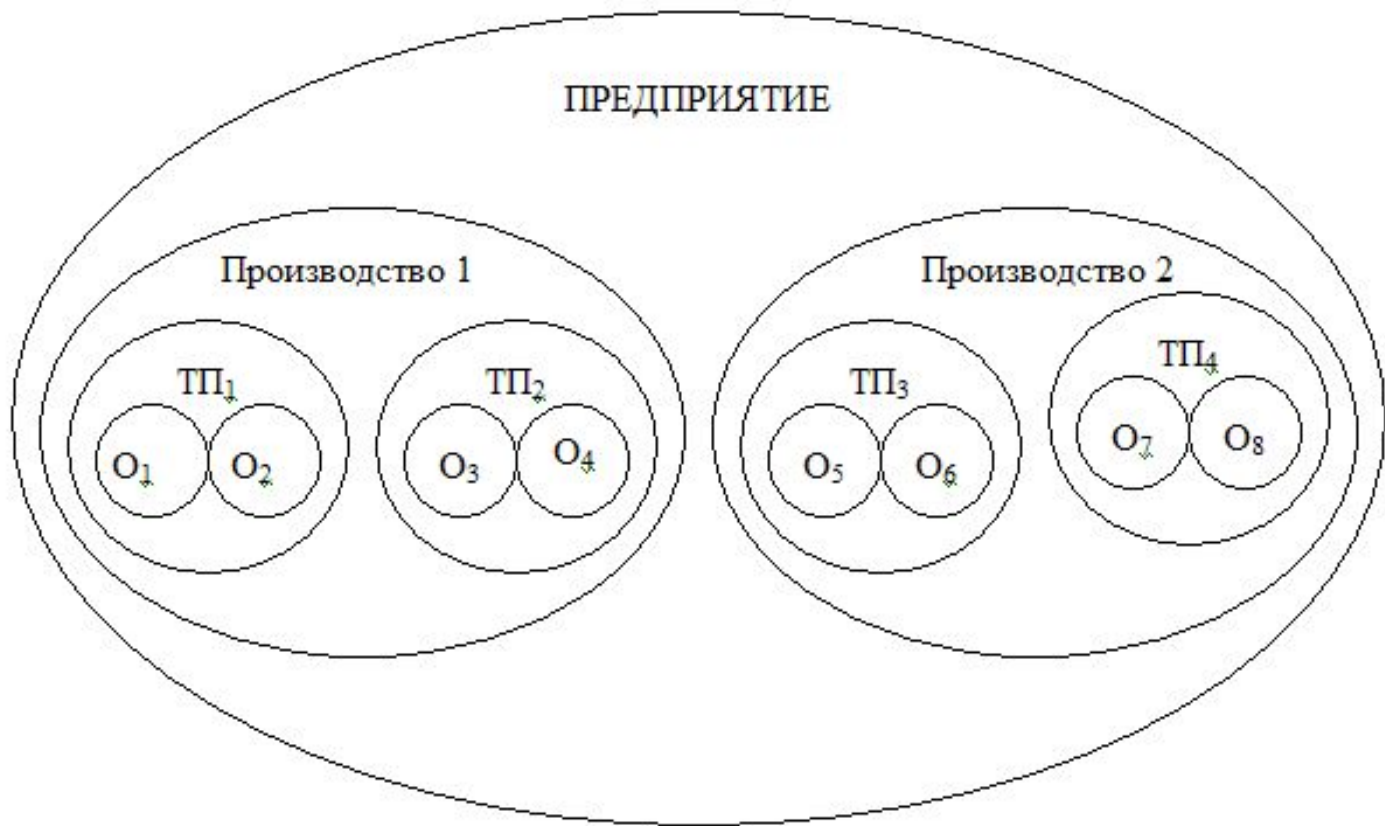 ПРЕДПРИЯТИЕ
Производство 1
Производство 2
ТП₁
ТП₂
ТП₃
ТП₄
О₁
О₂
О₃
О₄
О₅
О₆
О₇
О₈